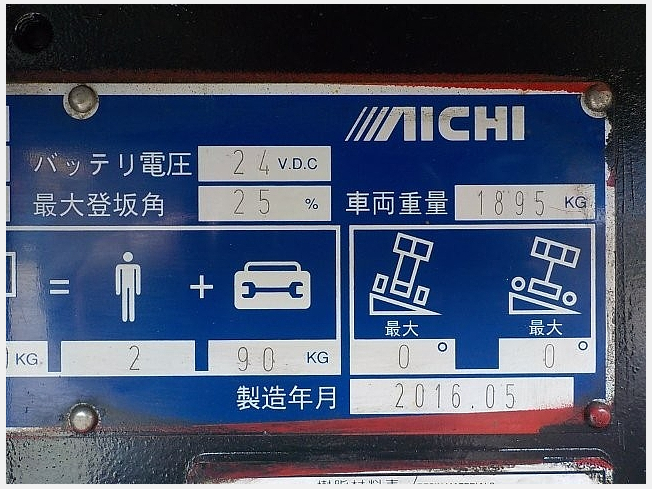 AICHI
バッテリ電圧 24 V.D.C
最大登坂角 25 %
車両重量 1895 KG
= +
最大 最大
KG 2 90 KG
0° 0°
製造年月 2016.05